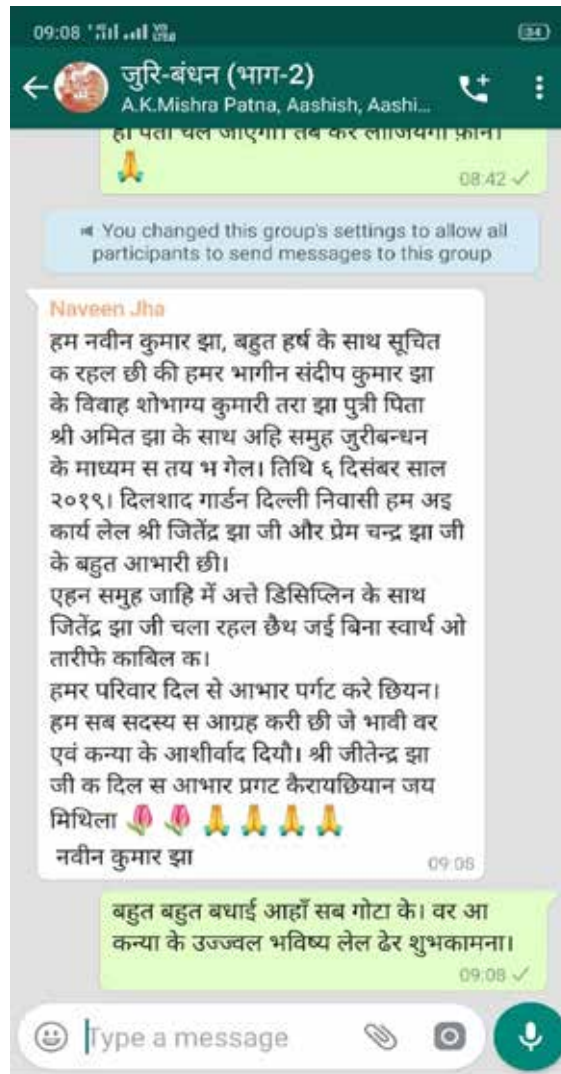 09:08
84
जुरि-बंधन (भाग-2)
A.K.Mishra Patna, Aashish, Aashi...
ही पता चल जाएगा। तब कर लीजियेगा फ़ोन।
08:42
You changed this group's settings to allow all
participants to send messages to this group
Naveen Jha
हम नवीन कुमार झा, बहुत हर्ष के साथ सूचित
क रहल छी की हमर भागीन संदीप कुमार झा
के विवाह शोभाग्य कुमारी तरा झा पुत्री पिता
श्री अमित झा के साथ अहि समुह जुरीबन्धन
के माध्यम स तय भ गेल। तिथि ६ दिसंबर साल
२०१९। दिलशाद गार्डन दिल्ली निवासी हम अइ
कार्य लेल श्री जितेंद्र झा जी और प्रेम चन्द्र झा जी
के बहुत आभारी छी।
एहन समुह जाहि में अत्ते डिसिप्लिन के साथ
जितेंद्र झा जी चला रहल छैथ जई बिना स्वार्थ ओ
तारीफे काबिल क।
हमर परिवार दिल से आभार पर्गट करे छियन।
हम सब सदस्य स आग्रह करी छी जे भावी वर
एवं कन्या के आशीर्वाद दियौ। श्री जीतेन्द्र झा
जी क दिल स आभार प्रगट कैरायछियान जय
मिथिला 🌷 🌷 🙏 🙏 🙏 🙏
नवीन कुमार झा
09:08
बहुत बहुत बधाई आहाँ सब गोटा के। वर आ
कन्या के उज्ज्वल भविष्य लेल ढेर शुभकामना।
09:08
Type a message